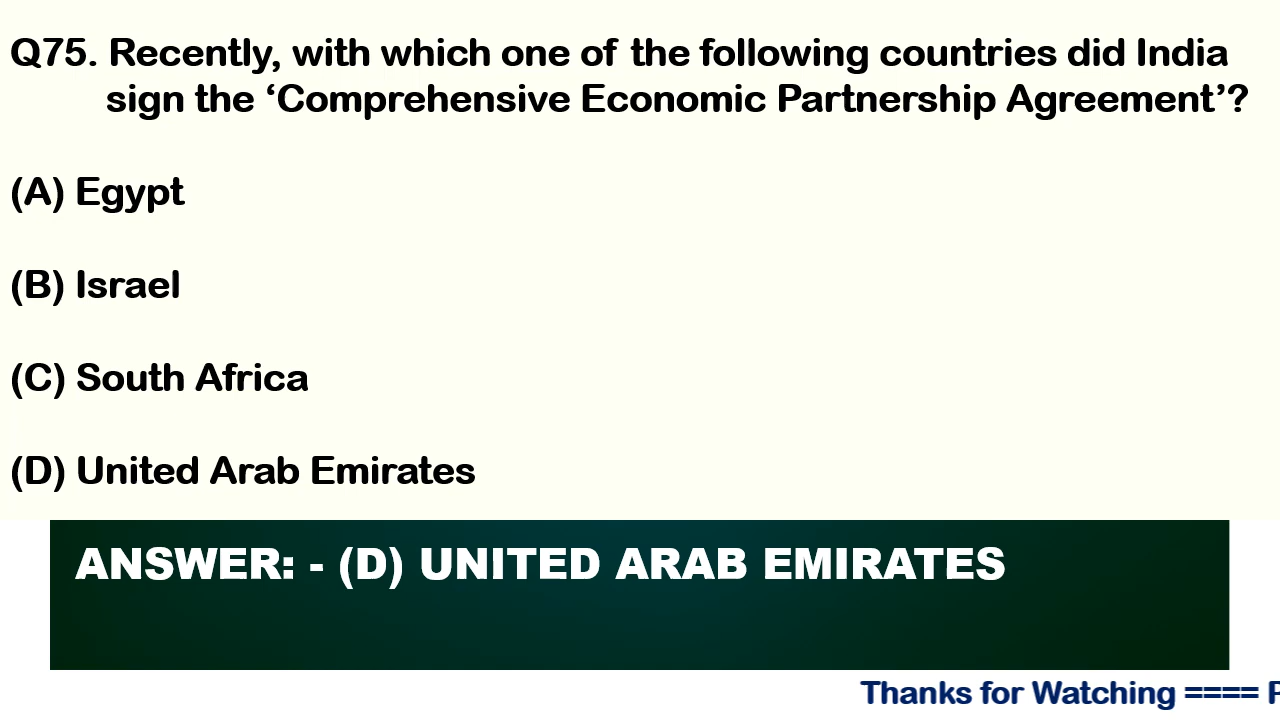 Q75. Recently, with which one of the following countries did India
sign the ‘Comprehensive Economic Partnership Agreement’?
(A) Egypt
(B) Israel
(C) South Africa
(D) United Arab Emirates
ANSWER: - (D) UNITED ARAB EMIRATES
Thanks for Watching ====